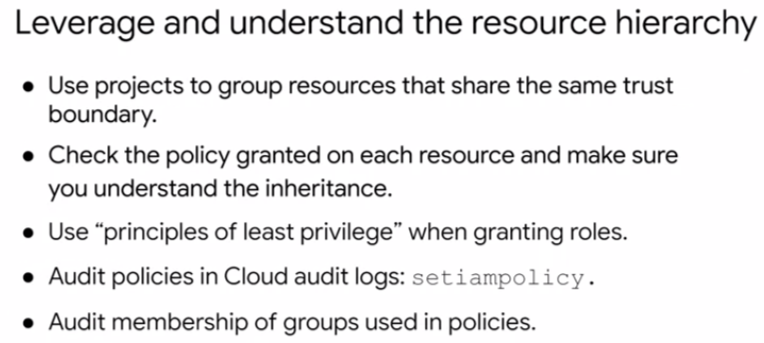 Leverage and understand the resource hierarchy
● Use projects to group resources that share the same trust
boundary.
● Check the policy granted on each resource and make sure
you understand the inheritance.
● Use “principles of least privilege” when granting roles.
● Audit policies in Cloud audit logs: setiampolicy.
● Audit membership of groups used in policies.